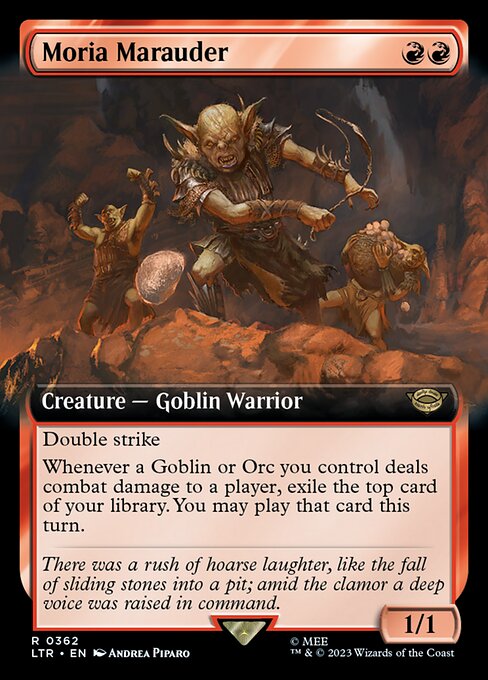 Moria Marauder
Creature — Goblin Warrior
Double strike
Whenever a Goblin or Orc you control deals
combat damage to a player, exile the top card
of your library. You may play that card this
turn.
There was a rush of hoarse laughter, like the fall
of sliding stones into a pit; amid the clamor a deep
voice was raised in command.
1/1
R 0362
LTR • EN ANDREA PIPARO
© MEE
™ & © 2023 Wizards of the Coast